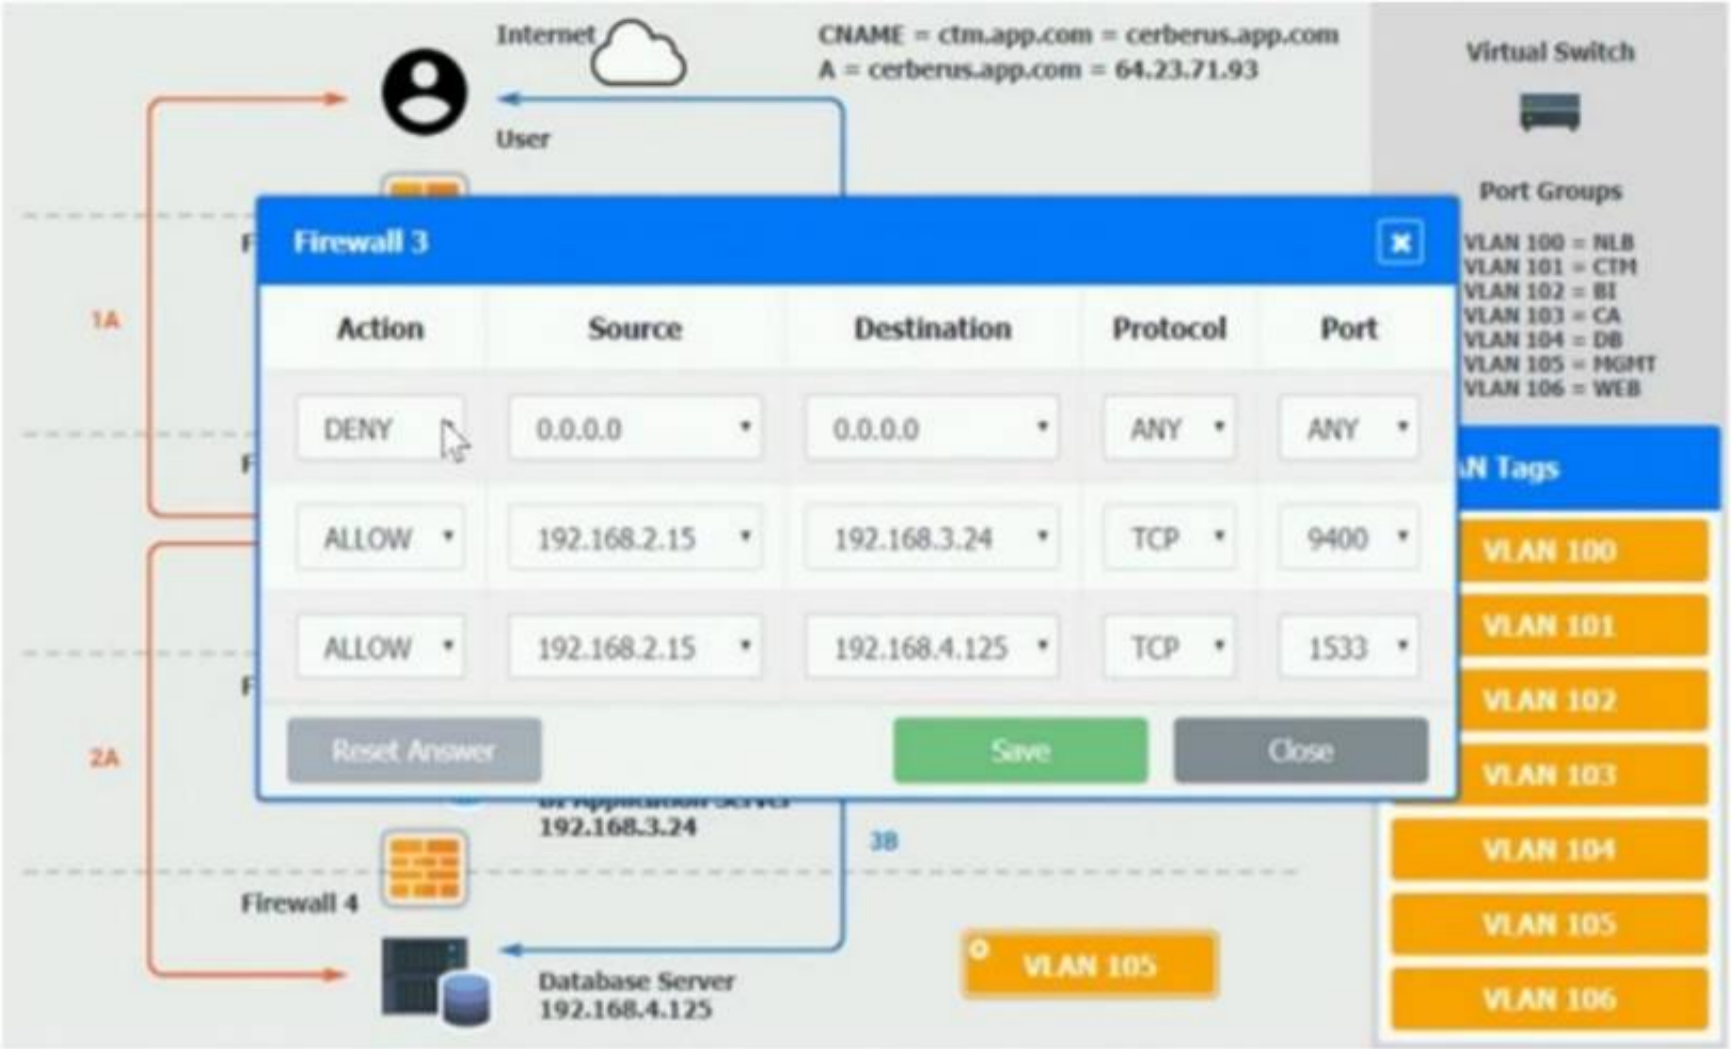 Internet
CNAME = ctm.app.com = cerberus.app.com
A = cerberus.app.com = 64.23.71.93
User
Virtual Switch
Port Groups
VLAN 100 = NLB
VLAN 101 = CTM
VLAN 102 = BI
VLAN 103 = CA
VLAN 104 = DB
VLAN 105 = MGMT
VLAN 106 = WEB
1A
F
F
F
Firewall 3
Action Source Destination Protocol Port
DENY 0.0.0.0 0.0.0.0 ANY ANY
ALLOW 192.168.2.15 192.168.3.24 TCP 9400
ALLOW 192.168.2.15 192.168.4.125 TCP 1533
Reset Answer Save Close
AN Tags
VLAN 100
VLAN 101
VLAN 102
VLAN 103
VLAN 104
VLAN 105
VLAN 106
2A
BI Application Server
192.168.3.24
3B
Firewall 4
Database Server
192.168.4.125
VLAN 105